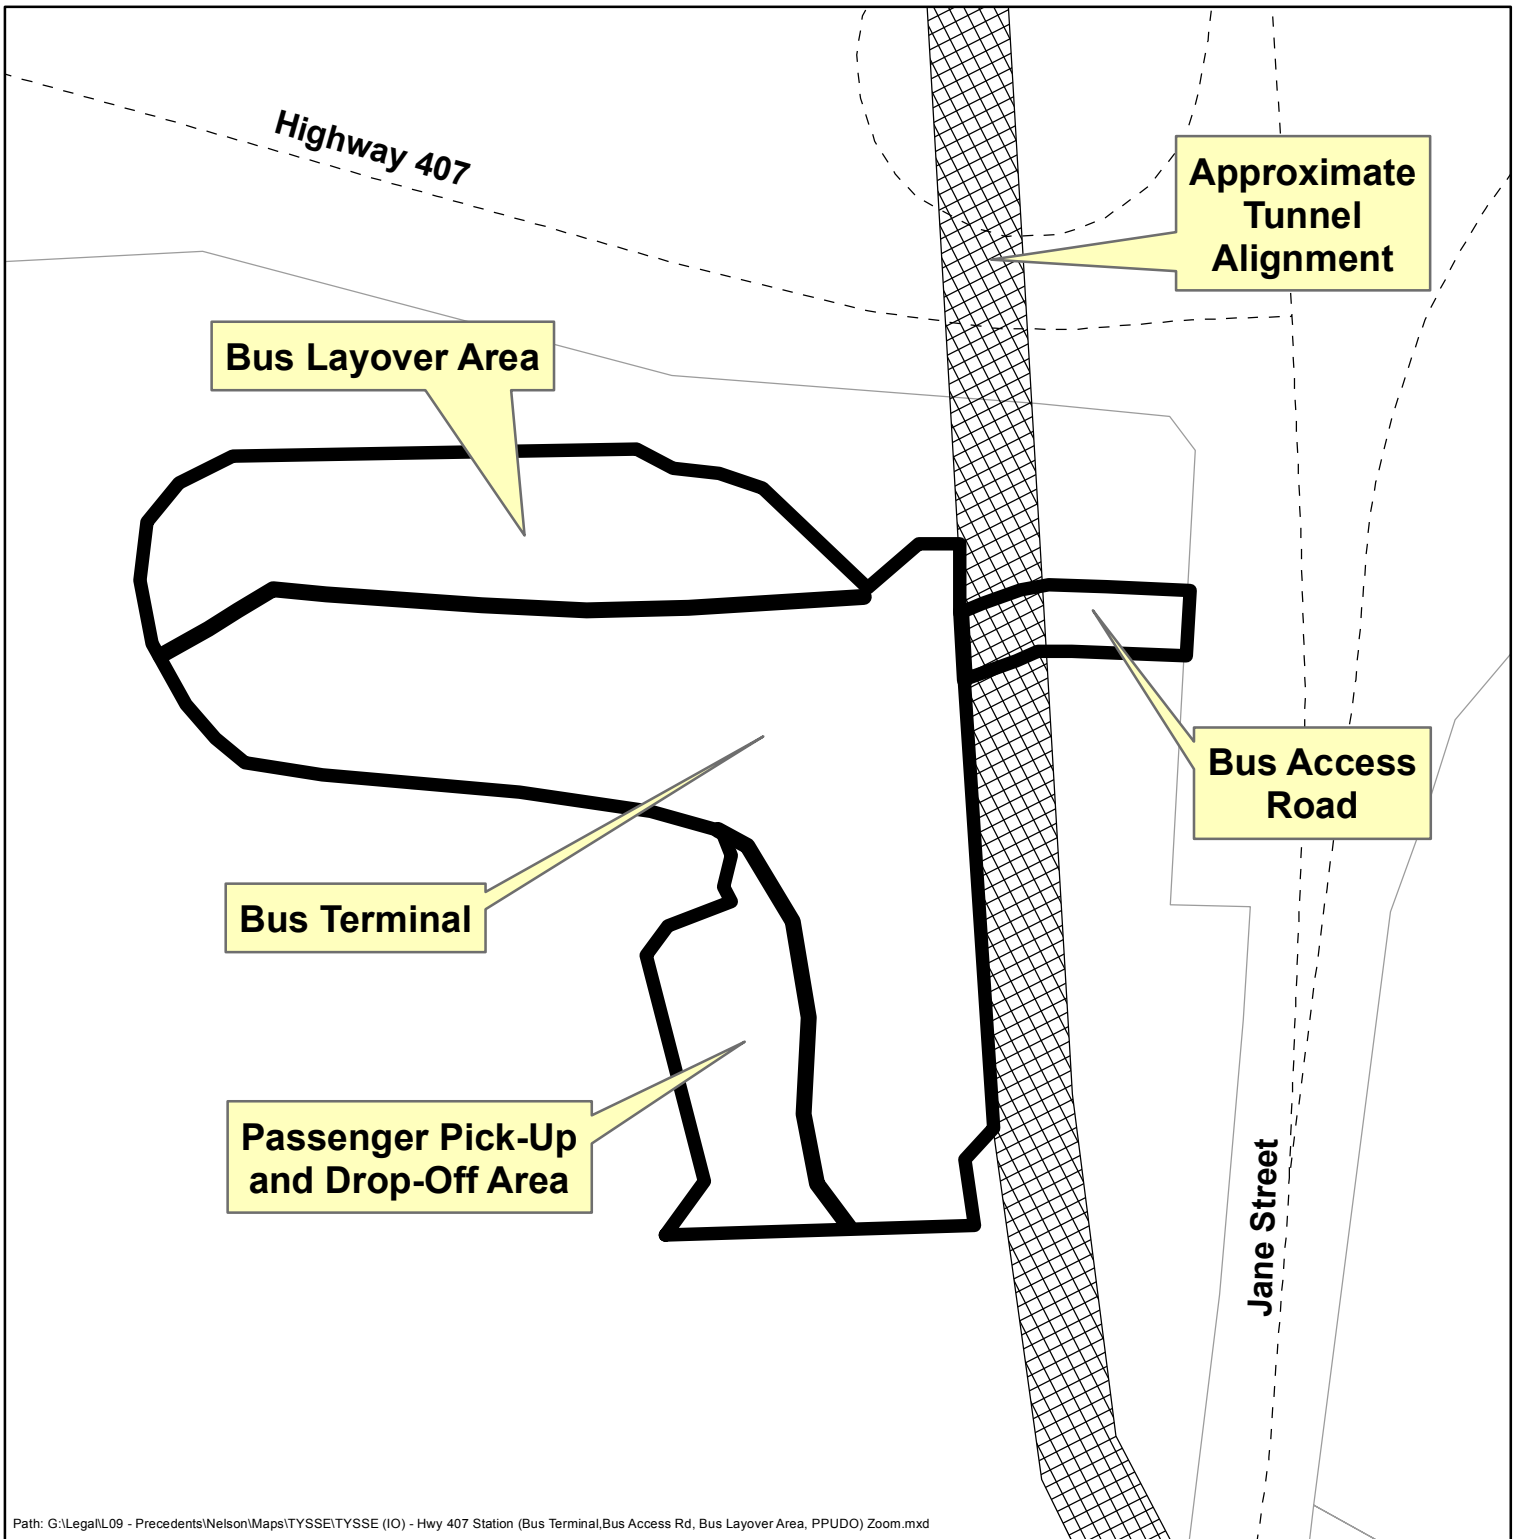 Highway 407
Approximate
Tunnel
Alignment
Bus Layover Area
Bus Access
Road
Bus Terminal
Passenger Pick-Up
and Drop-Off Area
Jane Street
Path: G:\Legal\L09 - Precedents\Nelson\Maps\TYSSE\TYSSE (IO) - Hwy 407 Station (Bus Terminal,Bus Access Rd, Bus Layover Area, PPUDO) Zoom.mxd